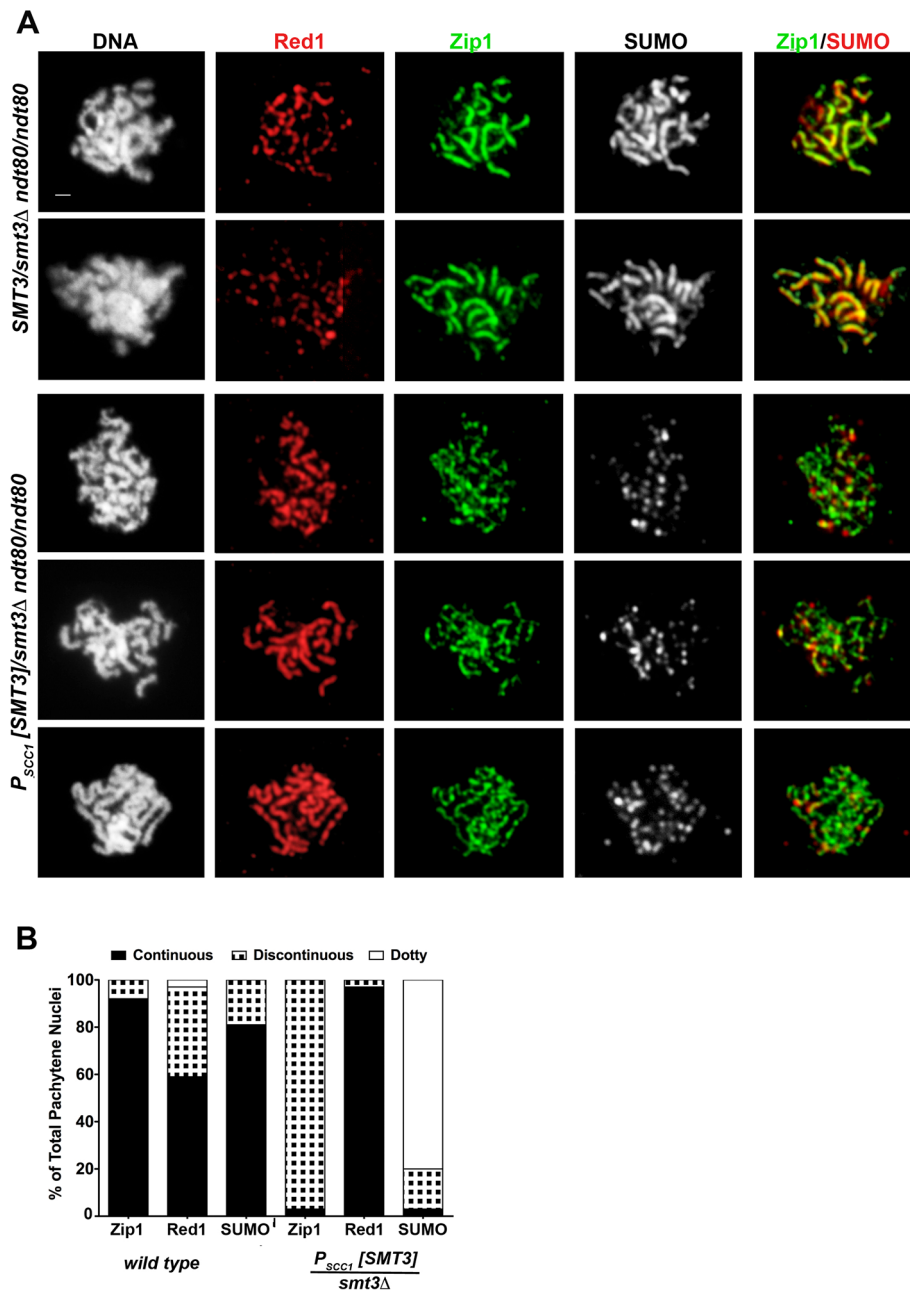 A
DNA
Red1
Zip1
SUMO
Zip1/SUMO
SMT3/smt3Δ ndt80/ndt80
P SCC1 [SMT3]/smt3Δ ndt80/ndt80
B
Continuous
Discontinuous
Dotty
% of Total Pachytene Nuclei
100
80
60
40
20
0
Zip1
Red1
SUMO
Zip1
Red1
SUMO
wild type
P SCC1 [SMT3]
smt3Δ